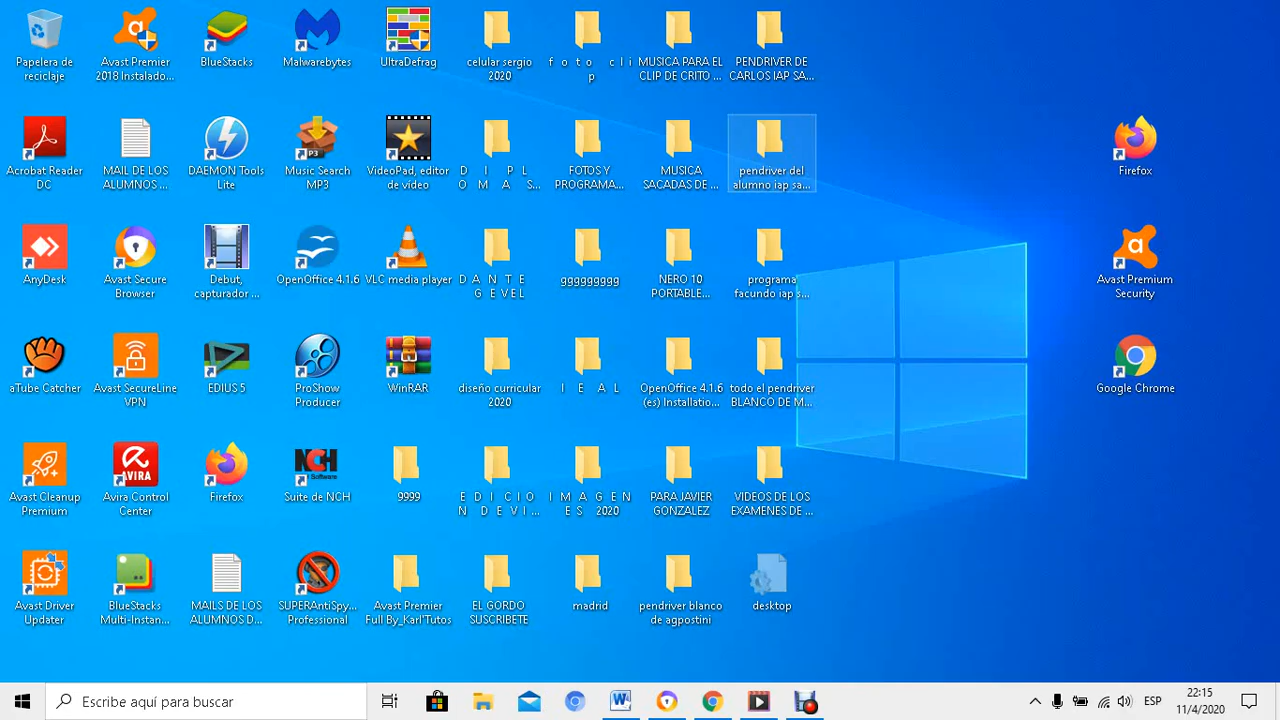 Papelera de
reciclaje
Avast Premier
2018 Instalado...
BlueStacks
Malwarebytes
UltraDefrag
celular sergio
2020
f o t o c l i
p
MUSICA PARA EL
CLIP DE CRITO ...
PENDRIVER DE
CARLOS IAP SA...
Acrobat Reader
DC
MAIL DE LOS
ALUMNOS ...
DAEMON Tools
Lite
P3
Music Search
MP3
VideoPad, editor
de vídeo
D I P L
O M A S...
FOTOS Y
PROGRAMA...
MUSICA
SACADAS DE ...
pendriver del
alumno iap sa...
Firefox
AnyDesk
Avast Secure
Browser
Debut,
capturador ...
OpenOffice 4.1.6
VLC media player
D A N T E
G E V E L
ggggggggg
NERO 10
PORTABLE...
programa
facundo iap s...
Avast Premium
Security
aTube Catcher
Avast SecureLine
VPN
EDIUS 5
ProShow
Producer
WinRAR
diseño curricular
2020
I E A L
OpenOffice 4.1.6
(es) Installatio...
todo el pendriver
BLANCO DE M...
Google Chrome
Avast Cleanup
Premium
AVIRA
Avira Control
Center
Firefox
NCH
Software
Suite de NCH
9999
E D I C I O
N D E V I ...
I M A G E N
E S 2020
PARA JAVIER
GONZALEZ
VIDEOS DE LOS
EXAMENES DE ...
Avast Driver
Updater
BlueStacks
Multi-Instan...
MAILS DE LOS
ALUMNOS D...
SUPERAntiSpy...
Professional
Avast Premier
Full By_Karl'Tutos
EL GORDO
SUSCRIBETE
madrid
pendriver blanco
de agpostini
desktop
Escribe aquí para buscar
ESP
22:15
11/4/2020